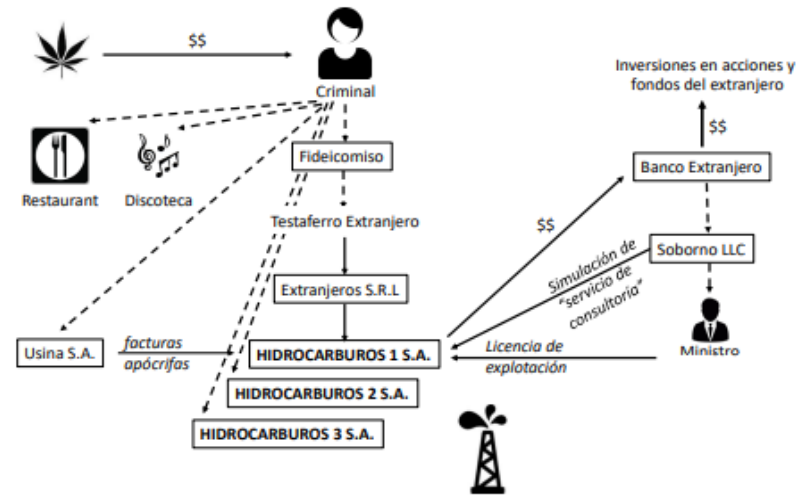 $$
Criminal
Inversiones en acciones y
fondos del extranjero
$$
Restaurant
Discoteca
Fideicomiso
Banco Extranjero
Testaferro Extranjero
$$
Soborno LLC
Simulación de
"servicio de
consultoría"
Extranjeros S.R.L
Ministro
Usina S.A.
facturas
apócrifas
HIDROCARBUROS 1 S.A.
Licencia de
explotación
HIDROCARBUROS 2 S.A.
HIDROCARBUROS 3 S.A.